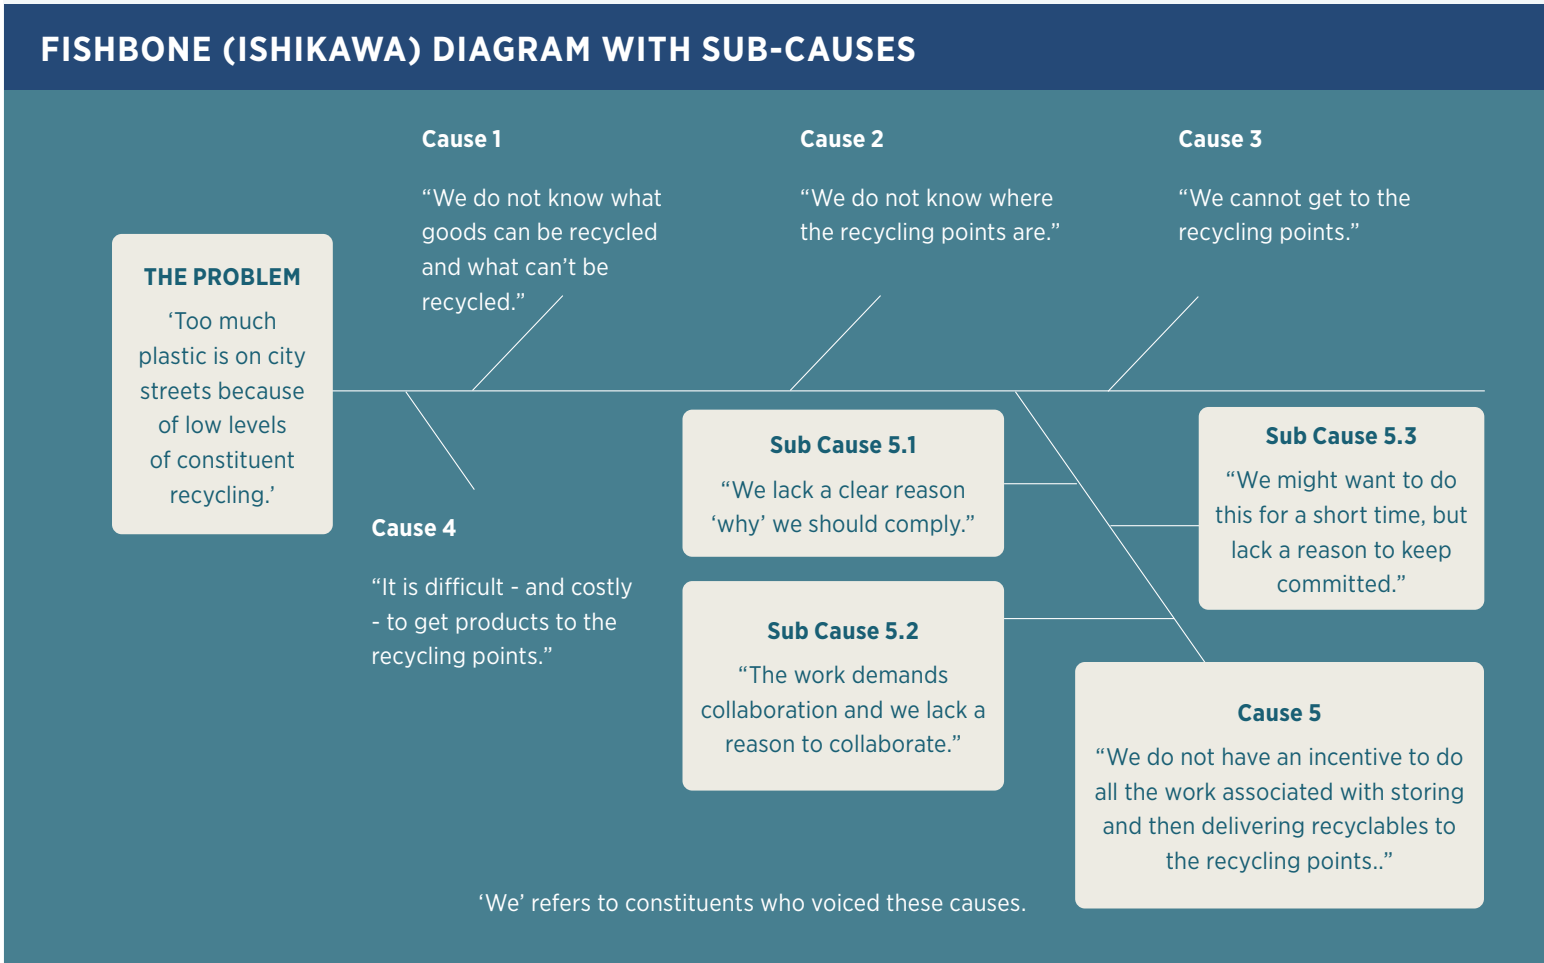 FISHBONE (ISHIKAWA) DIAGRAM WITH SUB-CAUSES
Cause 1
“We do not know what
goods can be recycled
and what can’t be
recycled.”
Cause 2
“We do not know where
the recycling points are.”
Cause 3
“We cannot get to the
recycling points.”
THE PROBLEM
‘Too much
plastic is on city
streets because
of low levels
of constituent
recycling.’
Cause 4
“It is difficult - and costly
- to get products to the
recycling points.”
Sub Cause 5.1
“We lack a clear reason
‘why’ we should comply.”
Sub Cause 5.2
“The work demands
collaboration and we lack a
reason to collaborate.”
Sub Cause 5.3
“We might want to do
this for a short time, but
lack a reason to keep
committed.”
Cause 5
“We do not have an incentive to do
all the work associated with storing
and then delivering recyclables to
the recycling points..”
‘We’ refers to constituents who voiced these causes.